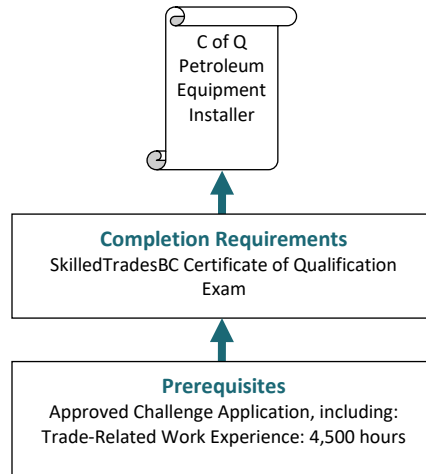 C of Q
Petroleum
Equipment
Installer
Completion Requirements
SkilledTradesBC Certificate of Qualification
Exam
Prerequisites
Approved Challenge Application, including:
Trade-Related Work Experience: 4,500 hours